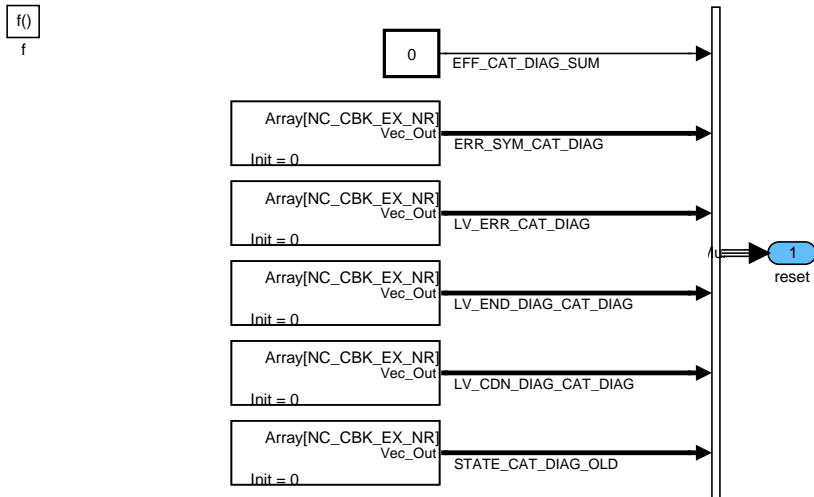 f()
f
0
EFF_CAT_DIAG_SUM
Array[NC_CBK_EX_NR]
Vec_Out
Init = 0
ERR_SYM_CAT_DIAG
Array[NC_CBK_EX_NR]
Vec_Out
Init = 0
LV_ERR_CAT_DIAG
1
reset
Array[NC_CBK_EX_NR]
Vec_Out
Init = 0
LV_END_DIAG_CAT_DIAG
Array[NC_CBK_EX_NR]
Vec_Out
Init = 0
LV_CDN_DIAG_CAT_DIAG
Array[NC_CBK_EX_NR]
Vec_Out
Init = 0
STATE_CAT_DIAG_OLD